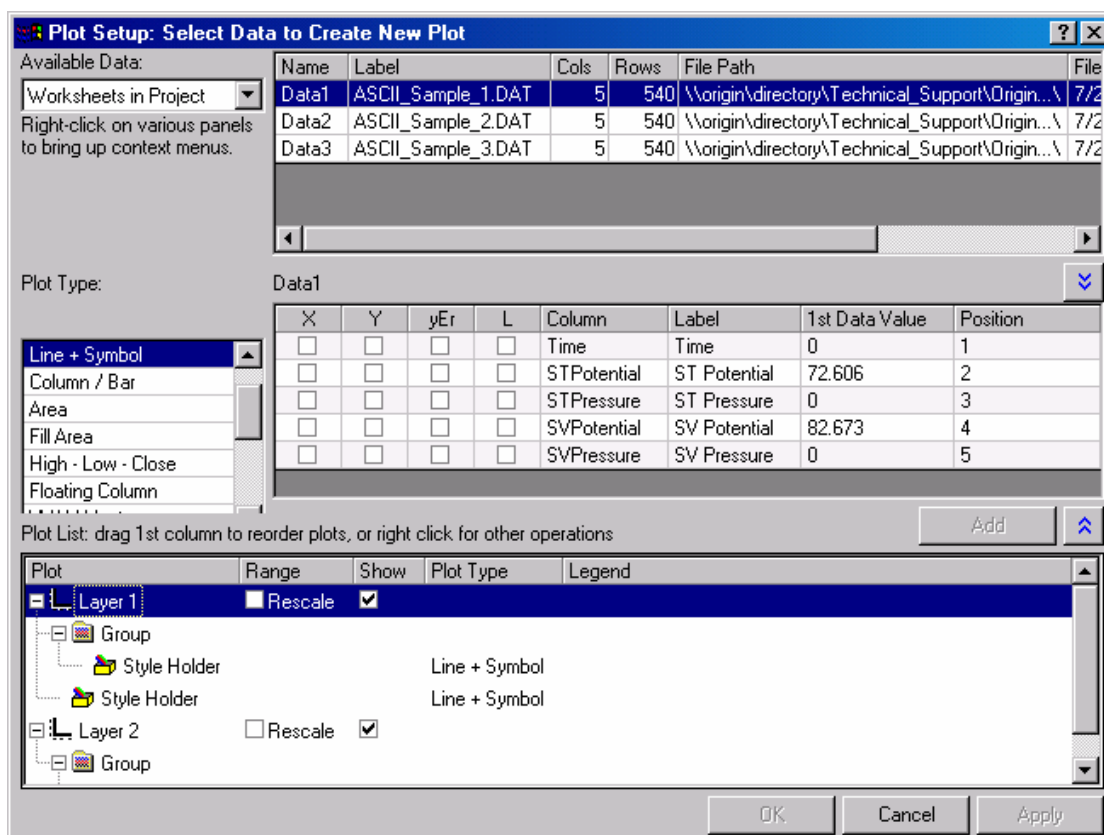 Plot Setup: Select Data to Create New Plot
Available Data:
Worksheets in Project
Right-click on various panels
to bring up context menus.
Name Label Cols Rows File Path File
Data1 ASCII_Sample_1.DAT 5 540 \\origin\directory\Technical_Support\Origin...\ 7/2
Data2 ASCII_Sample_2.DAT 5 540 \\origin\directory\Technical_Support\Origin...\ 7/2
Data3 ASCII_Sample_3.DAT 5 540 \\origin\directory\Technical_Support\Origin...\ 7/2
Plot Type:
Line + Symbol
Column / Bar
Area
Fill Area
High - Low - Close
Floating Column
Data1
X Y yEr L Column Label 1st Data Value Position
Time Time 0 1
STPotential ST Potential 72.606 2
STPressure ST Pressure 0 3
SVPotential SV Potential 82.673 4
SVPressure SV Pressure 0 5
Add
Plot List: drag 1st column to reorder plots, or right click for other operations
Plot Range Show Plot Type Legend
Layer 1 Rescale
Group
Style Holder Line + Symbol
Style Holder Line + Symbol
Layer 2 Rescale
Group
OK Cancel Apply